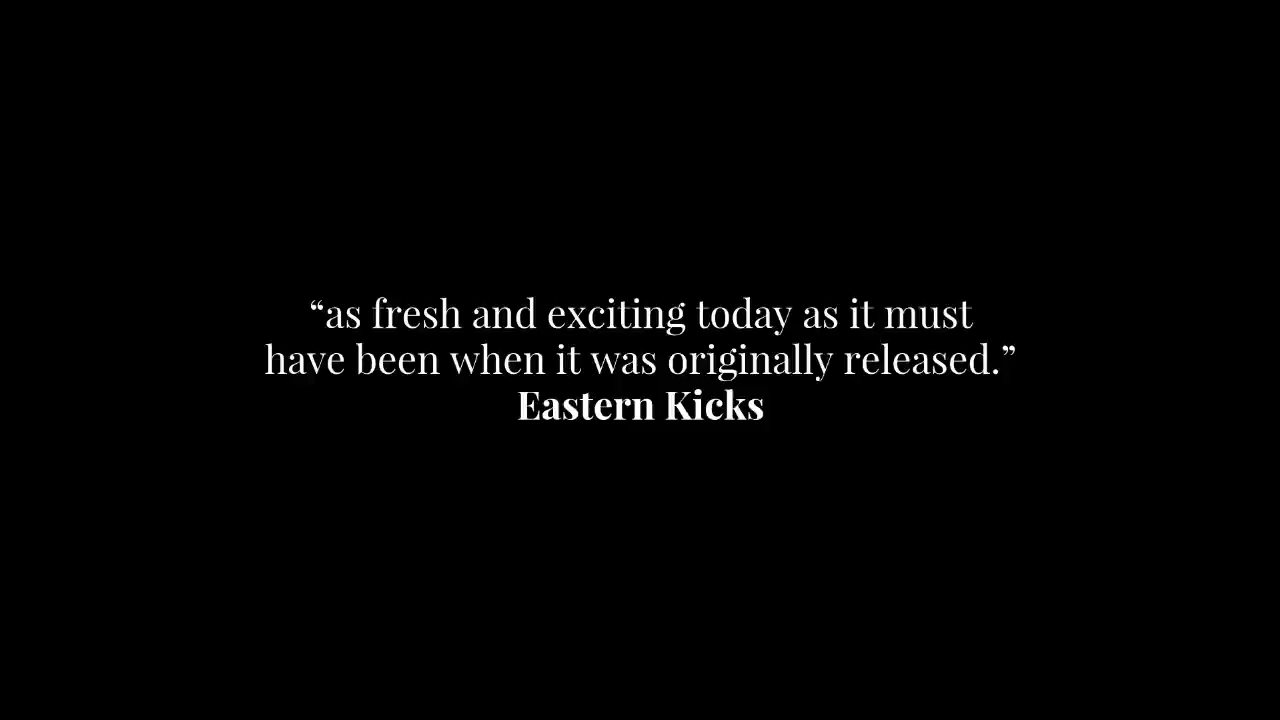 “as fresh and exciting today as it must
have been when it was originally released.”
Eastern Kicks